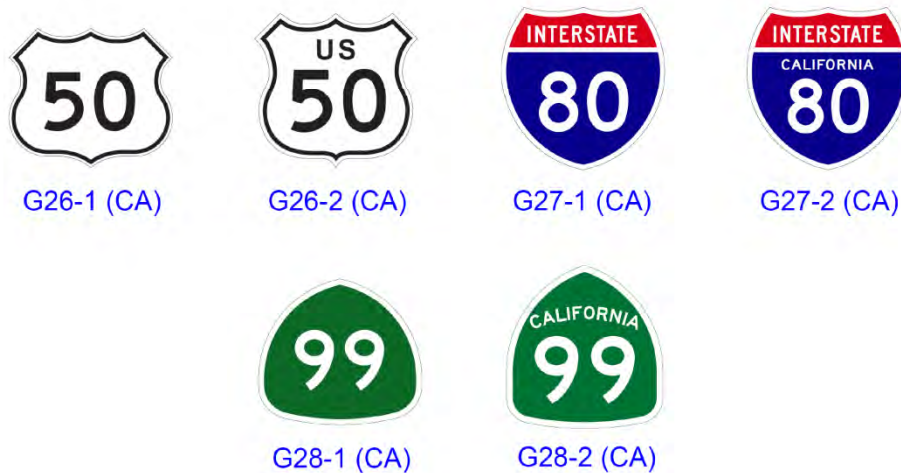 50
US
50
INTERSTATE
80
INTERSTATE
CALIFORNIA
80
G26-1 (CA)
G26-2 (CA)
G27-1 (CA)
G27-2 (CA)
99
CALIFORNIA
99
G28-1 (CA)
G28-2 (CA)